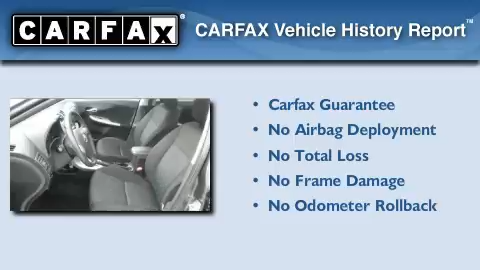 CARFAX® CARFAX Vehicle History Report™
• Carfax Guarantee
• No Airbag Deployment
• No Total Loss
• No Frame Damage
• No Odometer Rollback